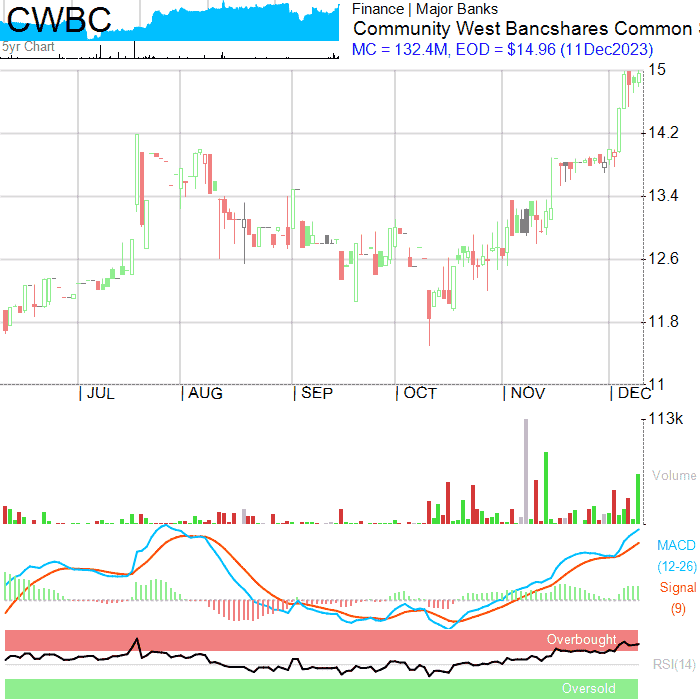 CWBC
5yr Chart
Finance | Major Banks
Community West Bancshares Common
MC = 132.4M, EOD = $14.96 (11Dec2023)
15
14.2
13.4
12.6
11.8
11
| JUL | AUG | SEP | OCT | NOV | DEC
113k
Volume
MACD
(12-26)
Signal
(9)
Overbought
RSI(14)
Oversold